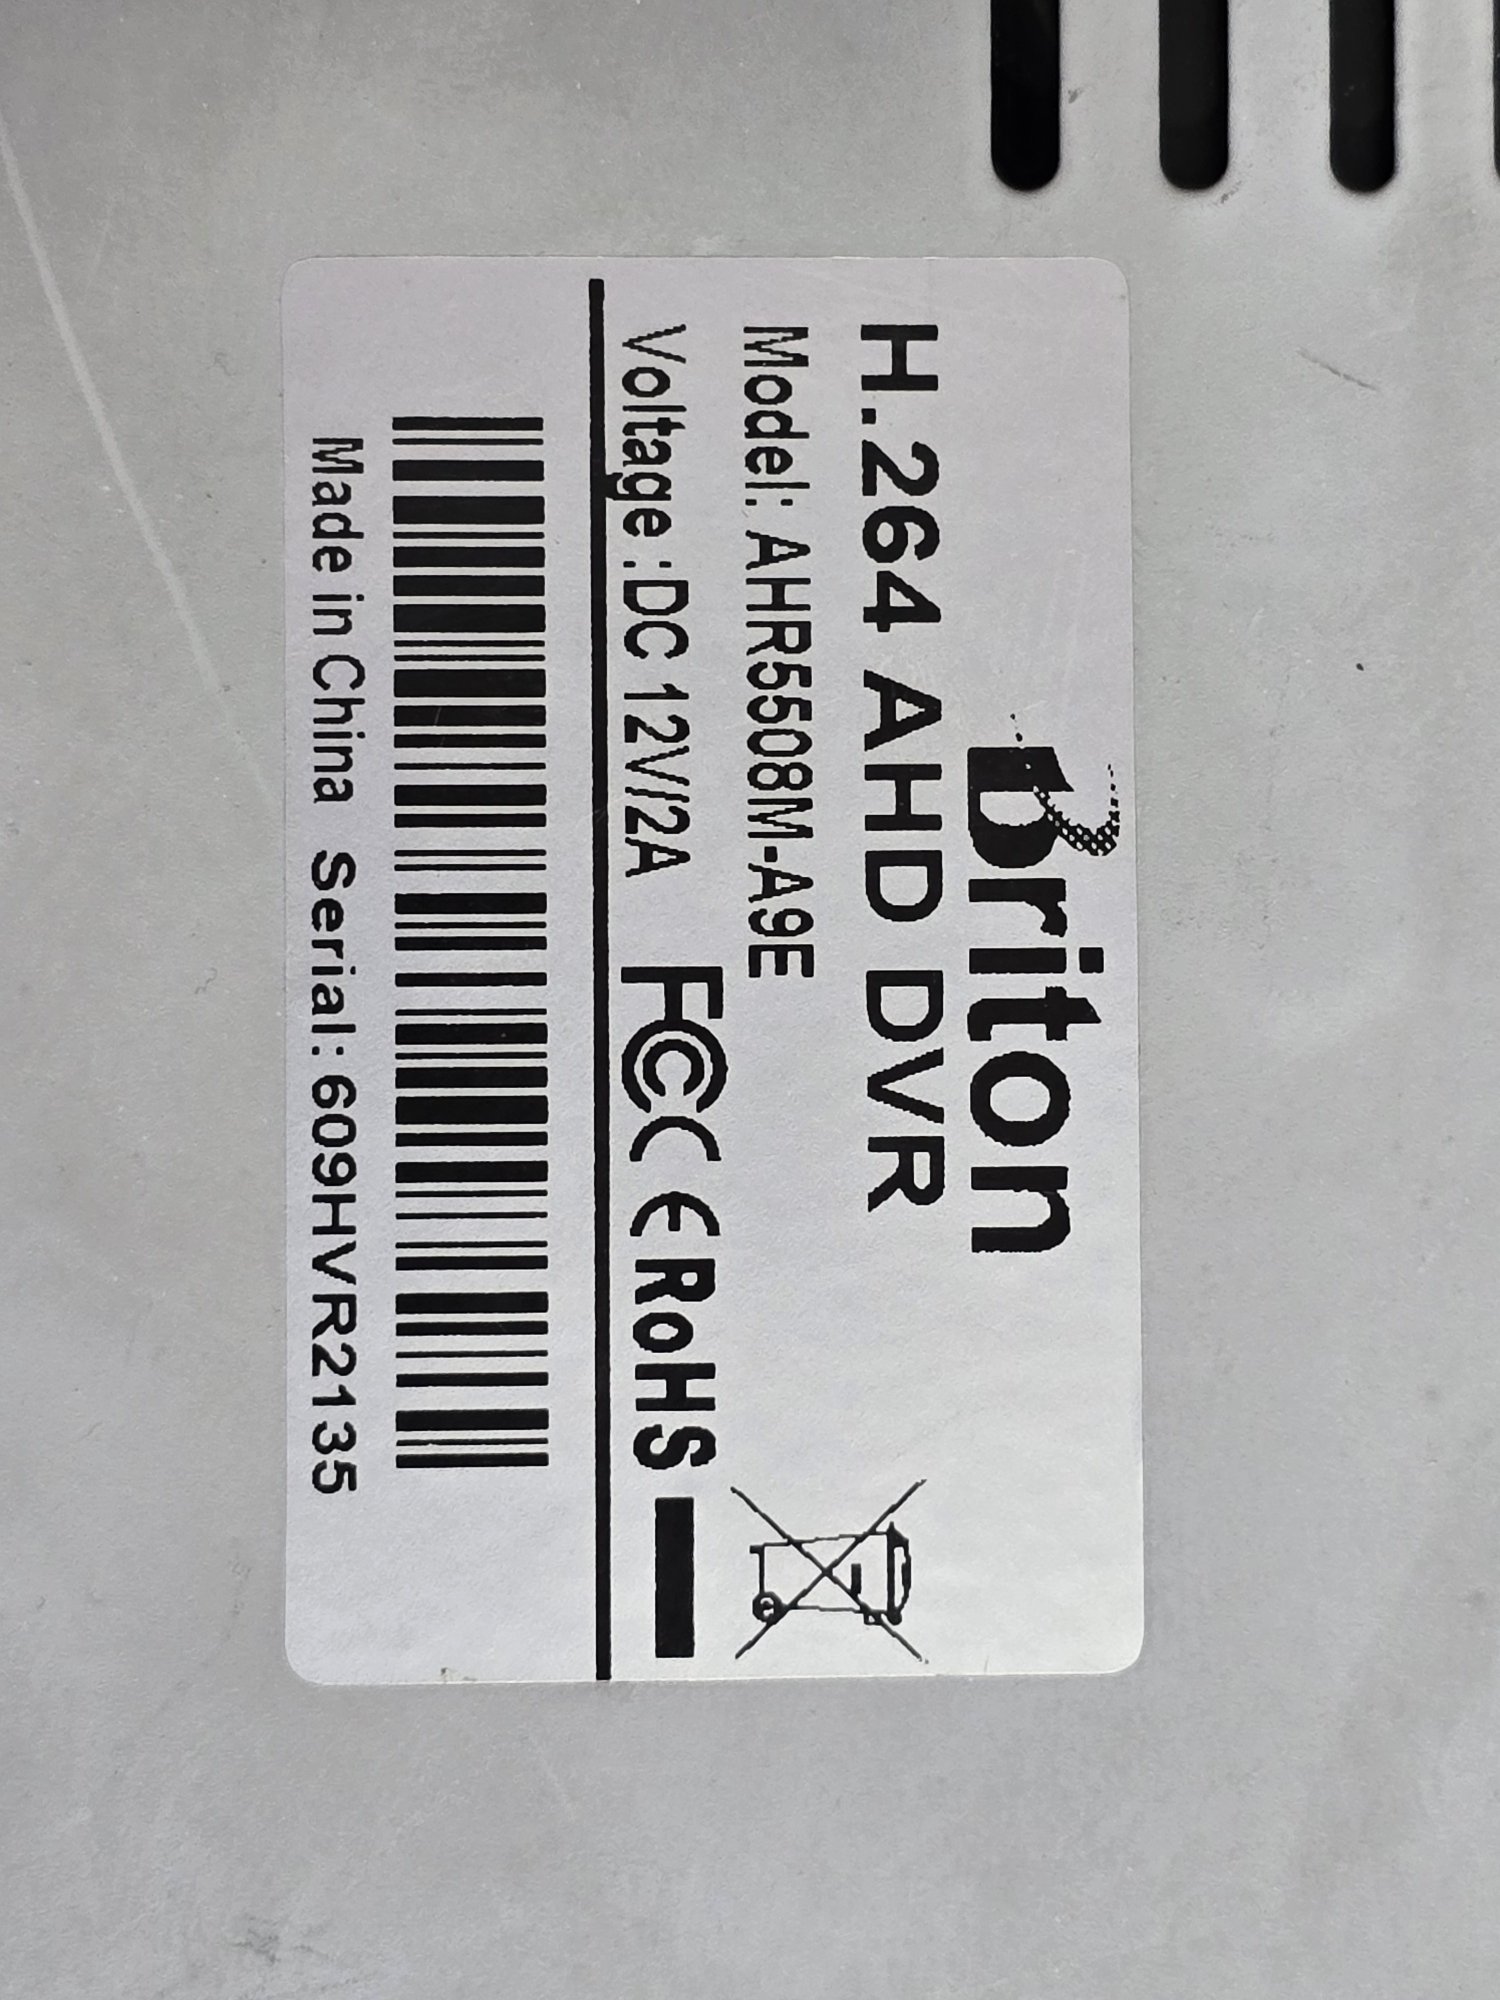 Briton
H.264 AHD DVR
Model: AHR5508M-A9E
Voltage :DC 12V/2A FC CE RoHS
Made in China Serial: 609HVR2135